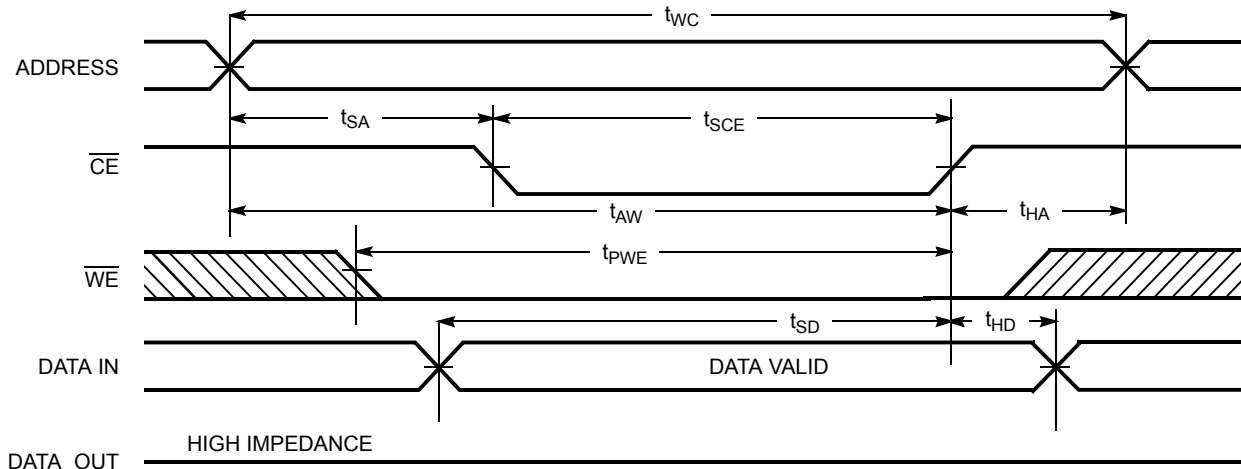 tWC
ADDRESS
tSA
tSCE
CE
tAW
tHA
tPWE
WE
tSD
tHD
DATA IN
DATA VALID
HIGH IMPEDANCE
DATA OUT